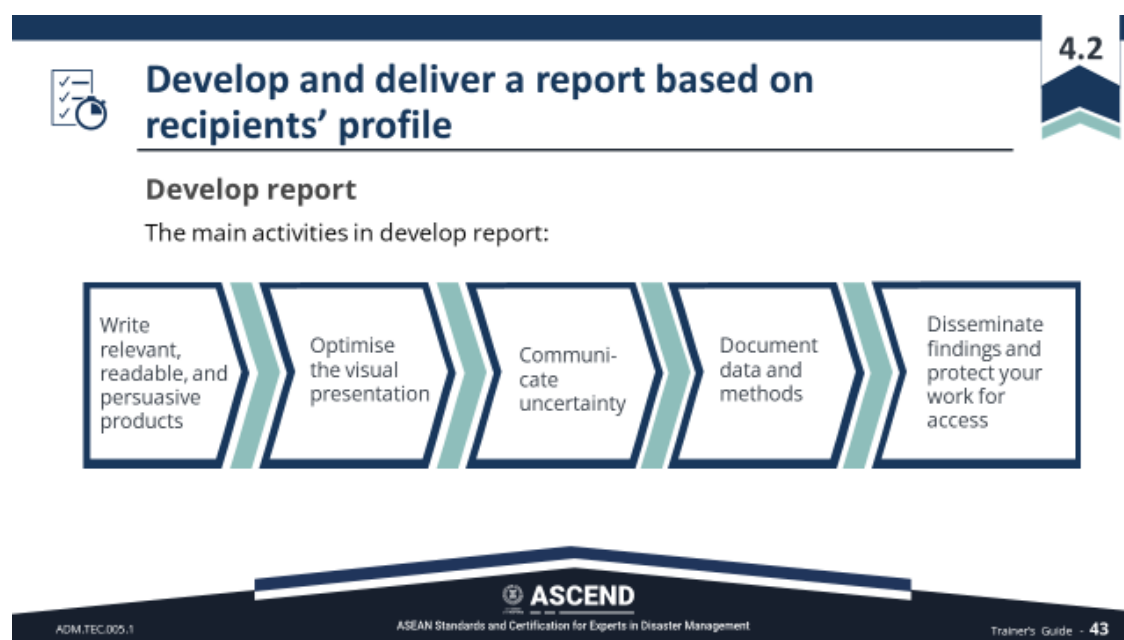 4.2
Develop and deliver a report based on
recipients’ profile
Develop report
The main activities in develop report:
Write
relevant,
readable, and
persuasive
products
Optimise
the visual
presentation
Communi-
cate
uncertainty
Document
data and
methods
Disseminate
findings and
protect your
work for
access
ASCEND
ASEAN Standards and Certification for Experts in Disaster Management
ADM.TEC.005.1
Trainer's Guide - 43